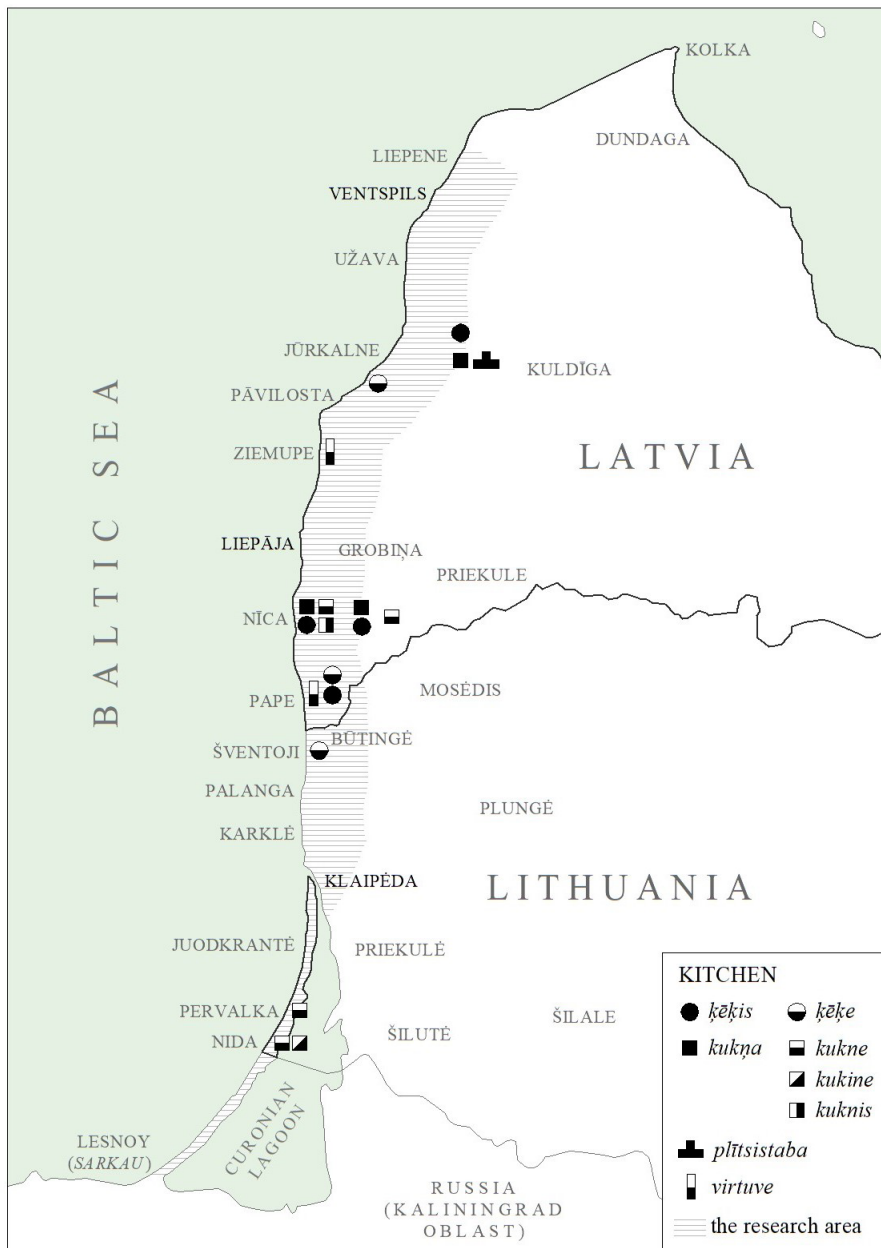 KOLKA
DUNDAGA
LIEPENE
VENTSPILS
UŽAVA
JŪRKALNE
KULDĪGA
PĀVILOSTA
ZIEMUPE
LATVIA
BALTIC SEA
LIEPĀJA
GROBIŅA
PRIEKULE
NĪCA
MOSĖDIS
PAPE
BŪTINGĖ
ŠVENTOJI
PALANGA
PLUNGĖ
KARKLĖ
KLAIPĖDA
LITHUANIA
JUODKRANTĖ
PRIEKULĖ
PERVALKA
ŠILALE
NIDA
ŠILUTĖ
CURONIAN
LAGOON
LESNOY
(SARKAU)
RUSSIA
(KALININGRAD
OBLAST)
KITCHEN
ķēķis ķēķe
kukņa kukne
kukine
kuknis
plītsistaba
virtuve
the research area